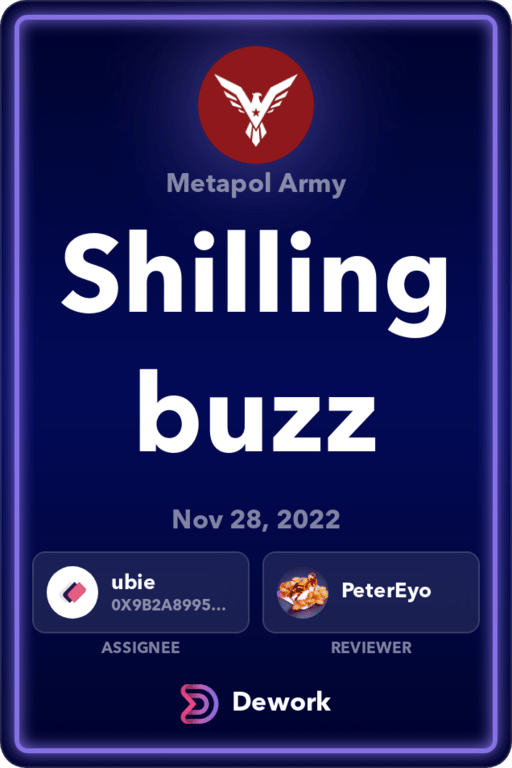 Metapol Army
Shilling
buzz
Nov 28, 2022
ubie
0X9B2A8995...
PeterEyo
ASSIGNEE
REVIEWER
Dework